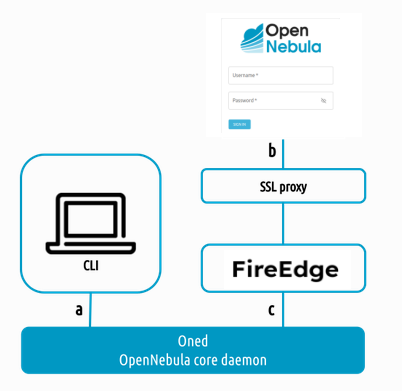 Open
Nebula
Username *
Password *
SIGN IN
b
SSL proxy
CLI
FireEdge
a
c
Oned
OpenNebula core daemon